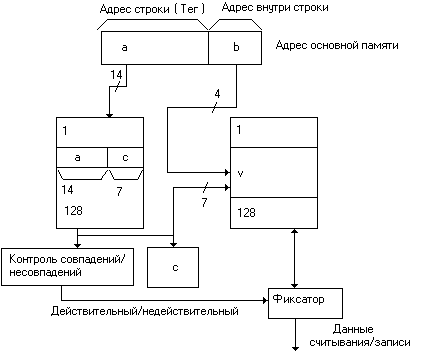 Адрес строки ( Тег )
Адрес внутри строки
a
b
Адрес основной памяти
14
4
1
1
a
c
v
14
7
7
128
128
Контроль совпадений/
несовпадений
c
Действительный/недействительный
Фиксатор
Данные
считывания/записи